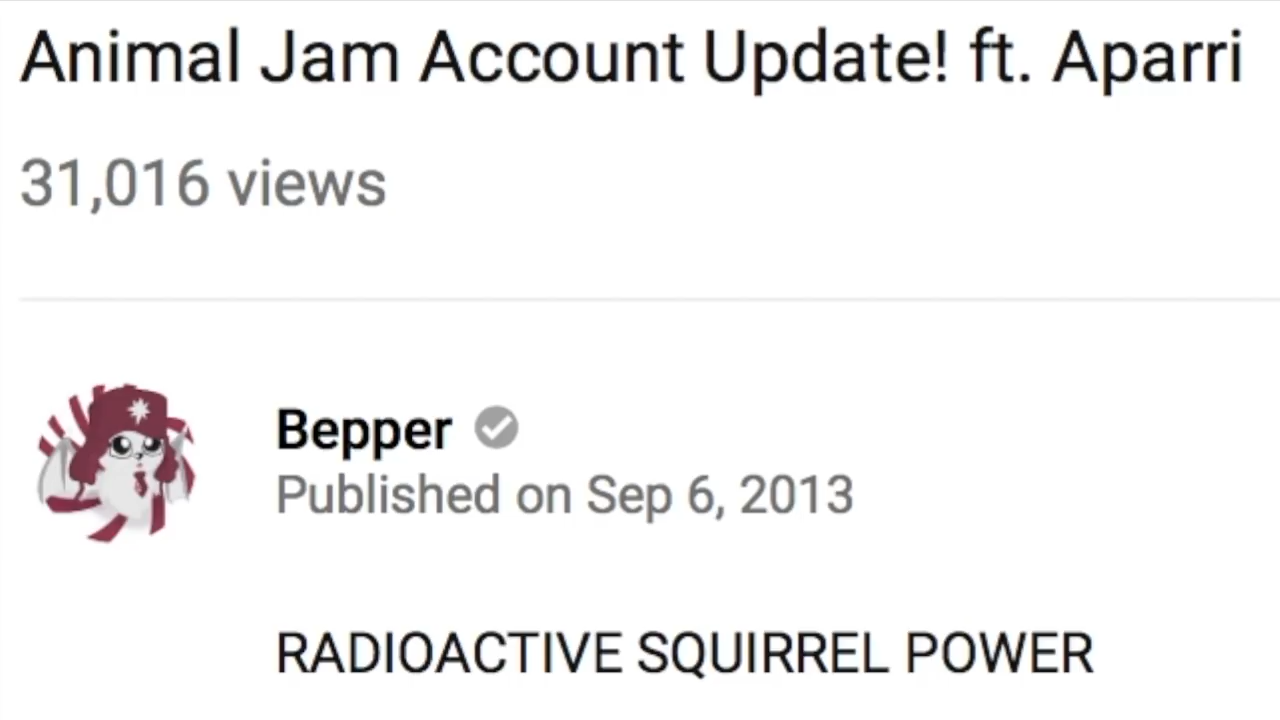 Animal Jam Account Update! ft. Aparri
31,016 views
Bepper
Published on Sep 6, 2013
RADIOACTIVE SQUIRREL POWER